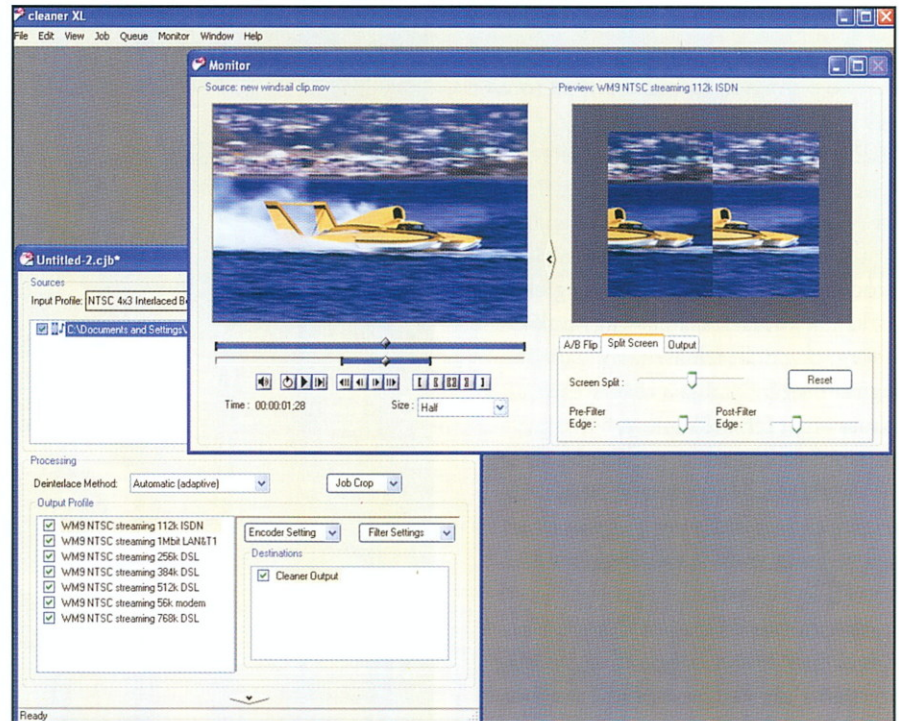 cleaner XL
File Edit View Job Queue Monitor Window Help
Monitor
Source: new windsail clip.mov
Preview: WM9 NTSC streaming 112k ISDN
A/B Flip Split Screen Output
Screen Split :
Reset
Pre-Filter Edge :
Post-Filter Edge :
Time : 00:00:01;28
Size : Half
Untitled-2.cjb*
Sources
Input Profile: NTSC 4x3 Interlaced
C:\Documents and Settings\
Processing
Deinterlace Method: Automatic (adaptive)
Job Crop
Output Profile
WM9 NTSC streaming 112k ISDN
WM9 NTSC streaming 1Mbit LAN&T1
WM9 NTSC streaming 256k DSL
WM9 NTSC streaming 384k DSL
WM9 NTSC streaming 512k DSL
WM9 NTSC streaming 56k modem
WM9 NTSC streaming 768k DSL
Encoder Setting
Filter Settings
Destinations
Cleaner Output
Ready